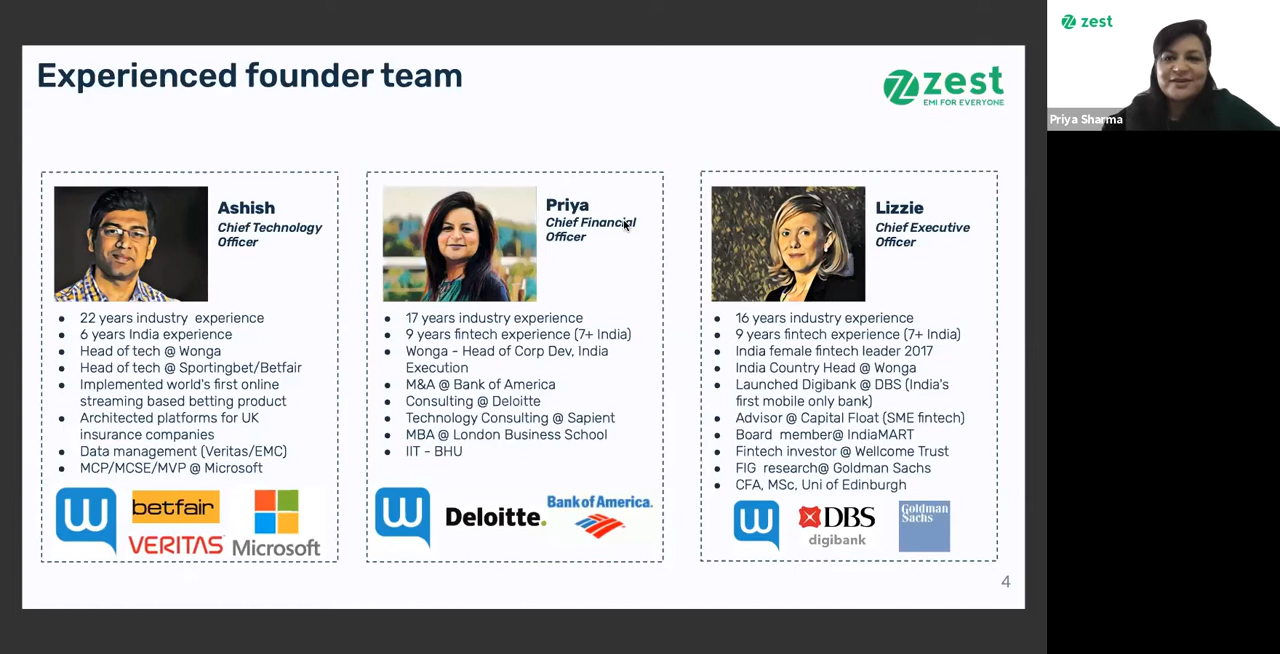 Experienced founder team
zest
EMI FOR EVERYONE
Ashish
Chief Technology
Officer
• 22 years industry experience
• 6 years India experience
• Head of tech @ Wonga
• Head of tech @ Sportingbet/Betfair
• Implemented world's first online
streaming based betting product
• Architected platforms for UK
insurance companies
• Data management (Veritas/EMC)
• MCP/MCSE/MVP @ Microsoft
w
betfair
VERITAS
Microsoft
Priya
Chief Financial
Officer
• 17 years industry experience
• 9 years fintech experience (7+ India)
• Wonga - Head of Corp Dev, India
Execution
• M&A @ Bank of America
• Consulting @ Deloitte
• Technology Consulting @ Sapient
• MBA @ London Business School
• IIT - BHU
w
Deloitte.
Bank of America.
Lizzie
Chief Executive
Officer
• 16 years industry experience
• 9 years fintech experience (7+ India)
• India female fintech leader 2017
• India Country Head @ Wonga
• Launched Digibank @ DBS (India's
first mobile only bank)
• Advisor @ Capital Float (SME fintech)
• Board member@ IndiaMART
• Fintech investor @ Wellcome Trust
• FIG research@ Goldman Sachs
• CFA, MSc, Uni of Edinburgh
w
DBS
digibank
Goldman
Sachs
4
zest
Priya Sharma